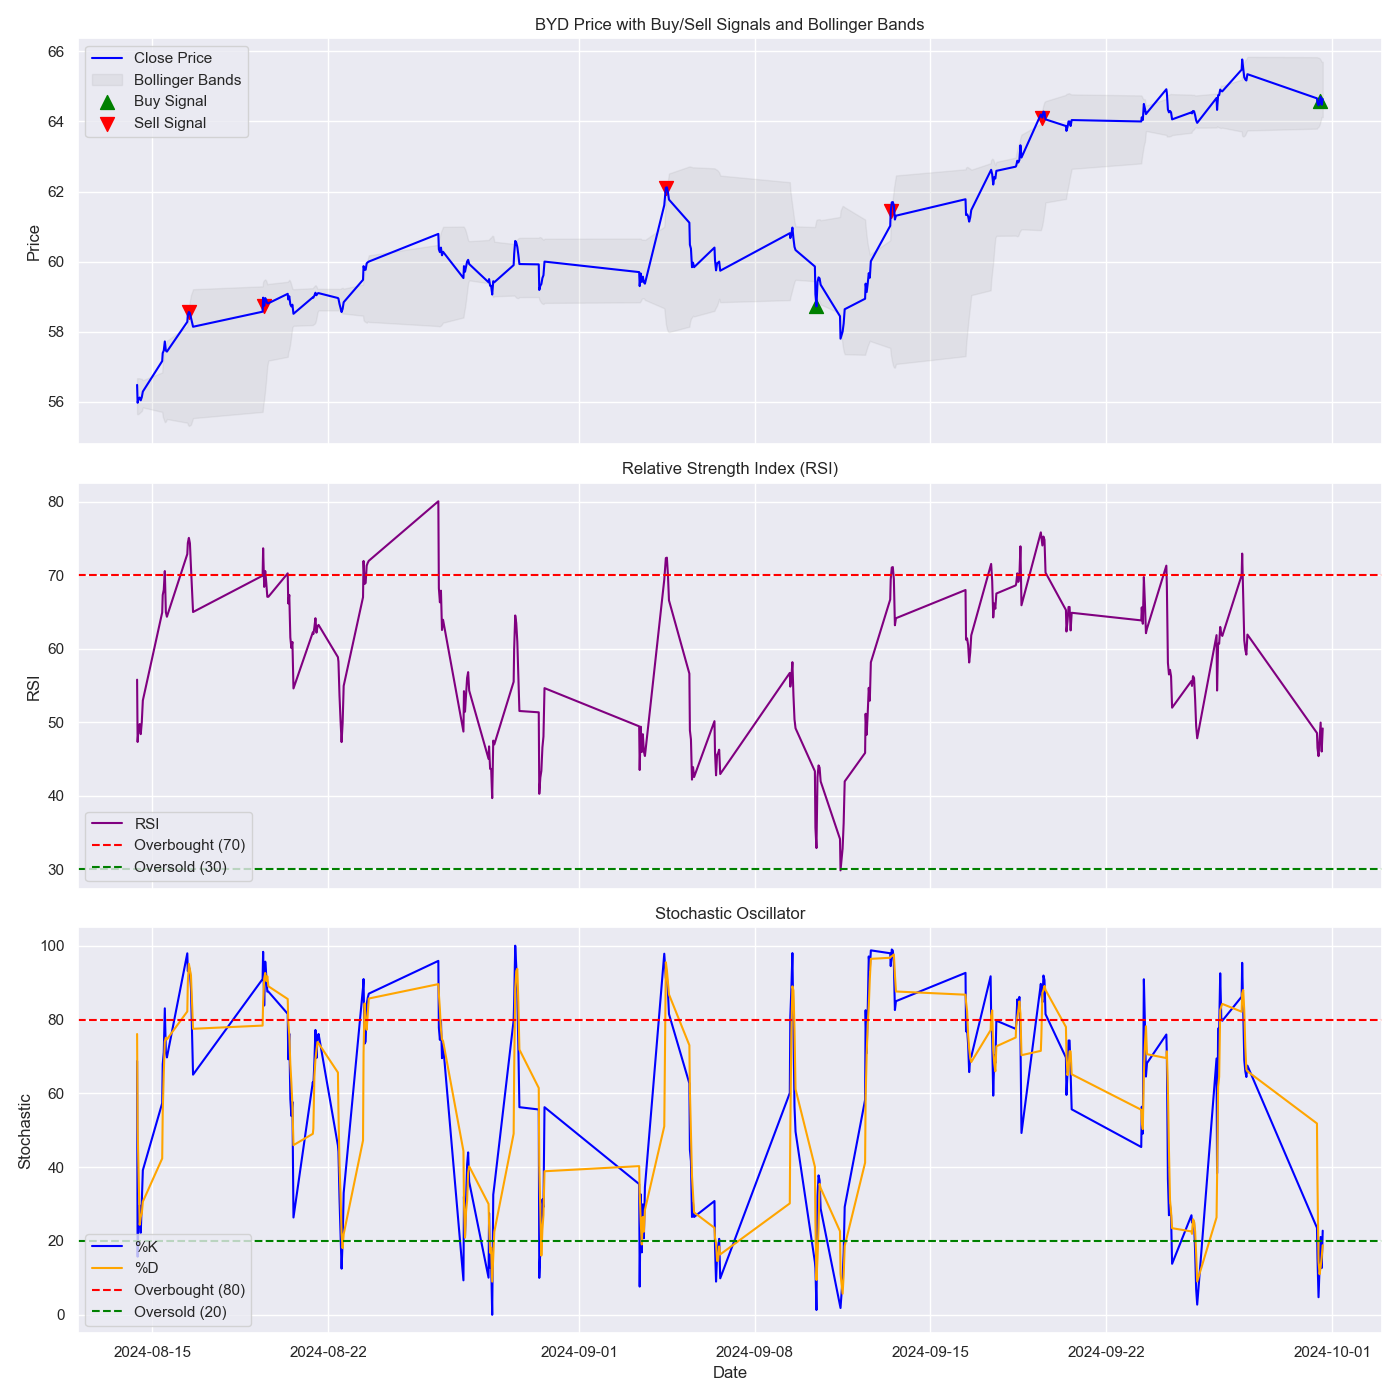 BYD Price with Buy/Sell Signals and Bollinger Bands
Price
66
64
62
60
58
56
Close Price
Bollinger Bands
Buy Signal
Sell Signal
Relative Strength Index (RSI)
RSI
80
70
60
50
40
30
RSI
Overbought (70)
Oversold (30)
Stochastic Oscillator
Stochastic
100
80
60
40
20
0
%K
%D
Overbought (80)
Oversold (20)
2024-08-15 2024-08-22 2024-09-01 2024-09-08 2024-09-15 2024-09-22 2024-10-01
Date